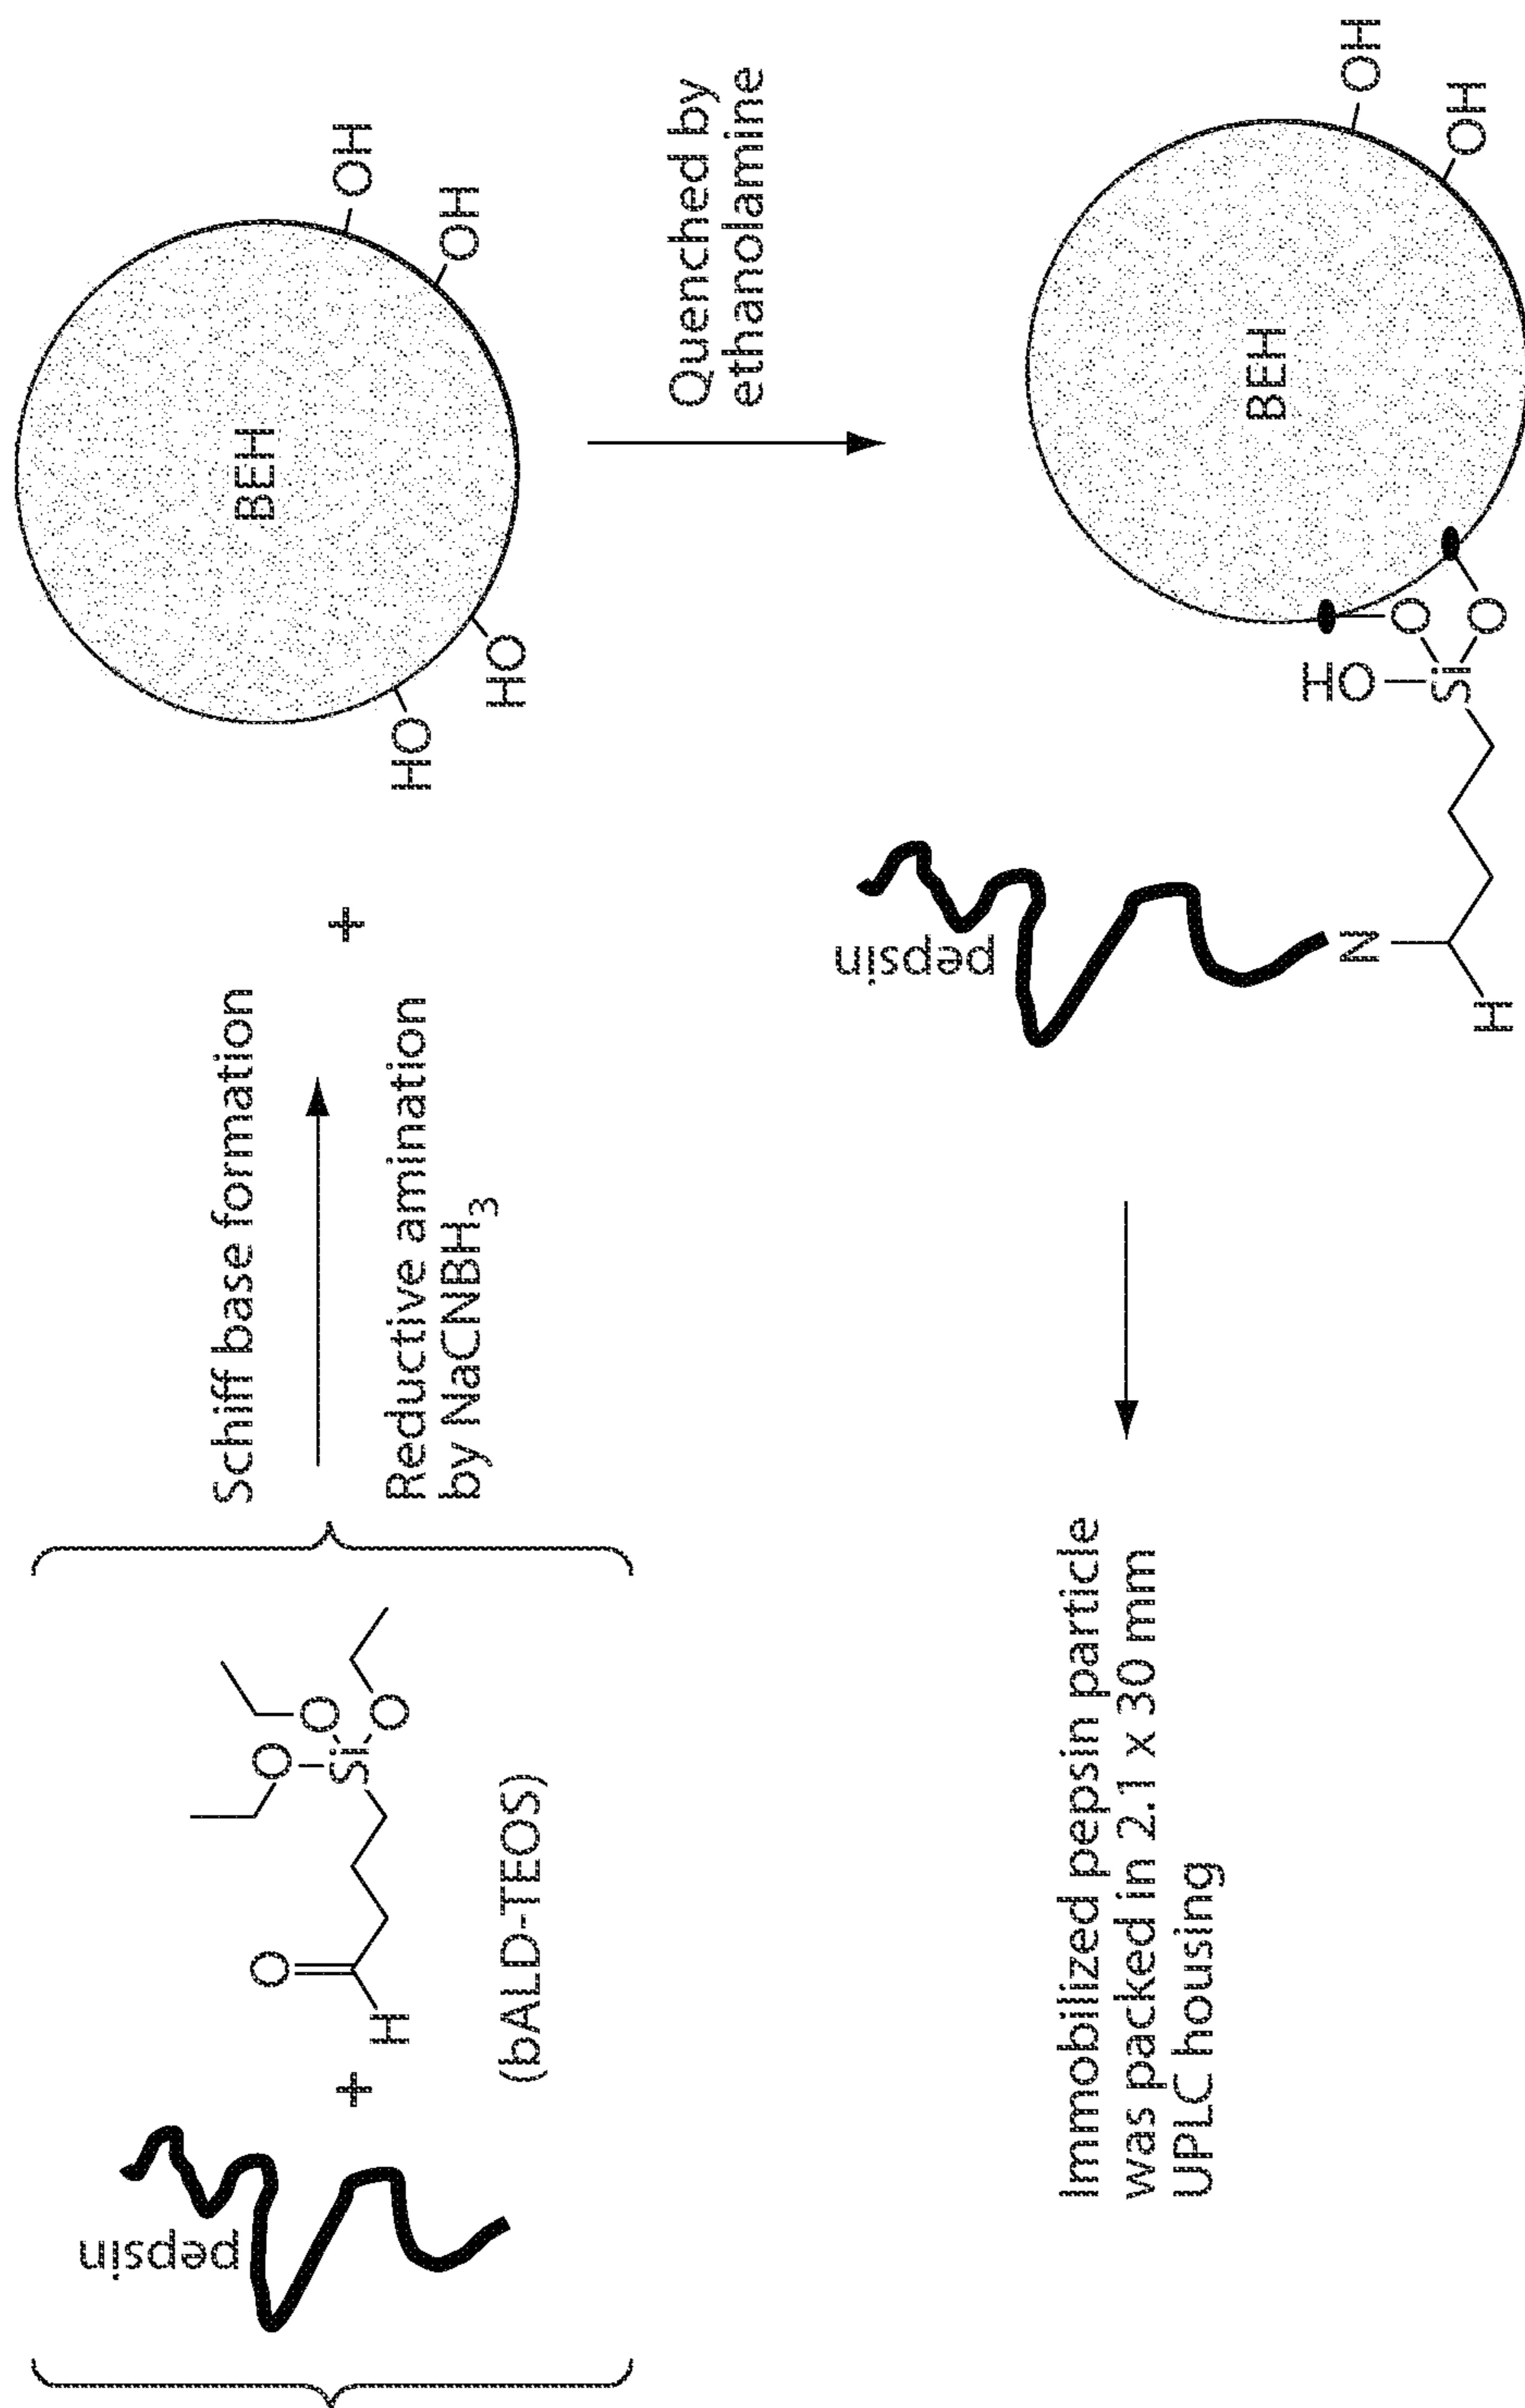 pepsin
+
O
H
O
O
O
Si
(bALD-TEOS)
Schiff base formation
Reductive amination
by NaCNBH3
+
BEH
HO
HO
OH
OH
Quenched by
ethanolamine
pepsin
N
H
OH
Si
O
O
BEH
OH
OH
Immobilized pepsin particle
was packed in 2.1 x 30 mm
UPLC housing